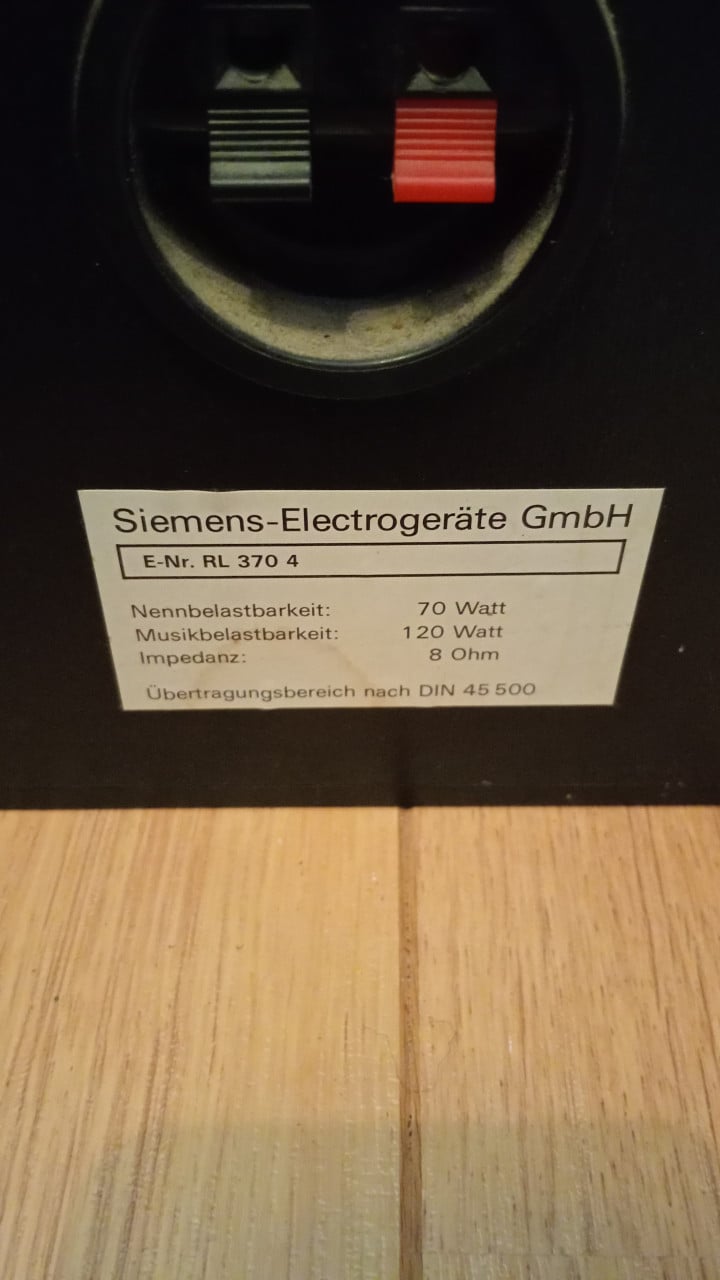 Siemens-Electrogeräte GmbH
E-Nr. RL 370 4
Nennbelastbarkeit: 70 Watt
Musikbelastbarkeit: 120 Watt
Impedanz: 8 Ohm
Übertragungsbereich nach DIN 45 500